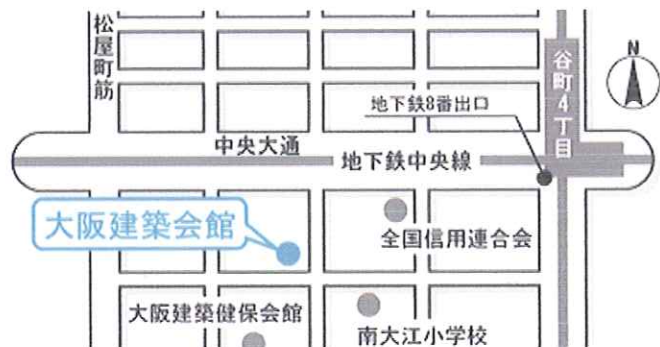 松屋町筋
N
谷町4丁目
地下鉄8番出口
中央大通
地下鉄中央線
大阪建築会館
全国信用連合会
大阪建築健保会館
南大江小学校